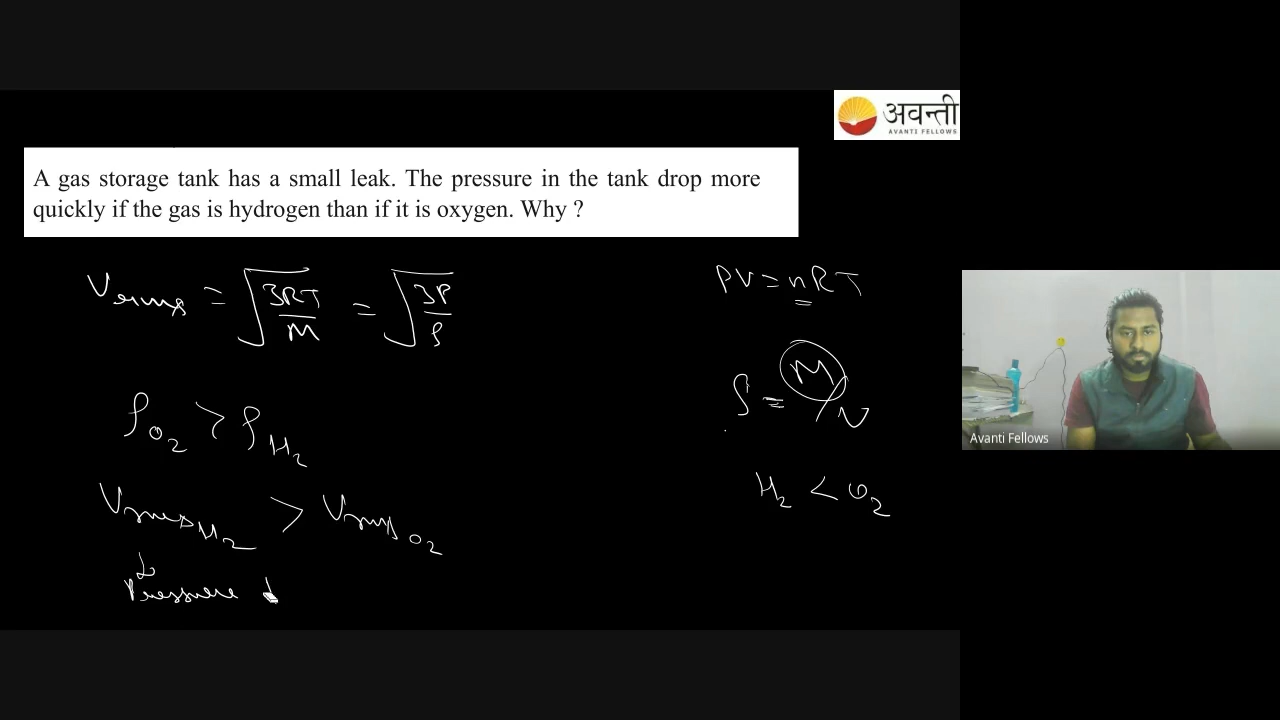 अवन्ती
AVANTI FELLOWS
A gas storage tank has a small leak. The pressure in the tank drop more
quickly if the gas is hydrogen than if it is oxygen. Why ?
Vrms = √3RT/M = √3P/ρ
PV = nRT
ρ = M/V
ρO2 > ρH2
H2 < O2
VrmsH2 > VrmsO2
Pressure
Avanti Fellows